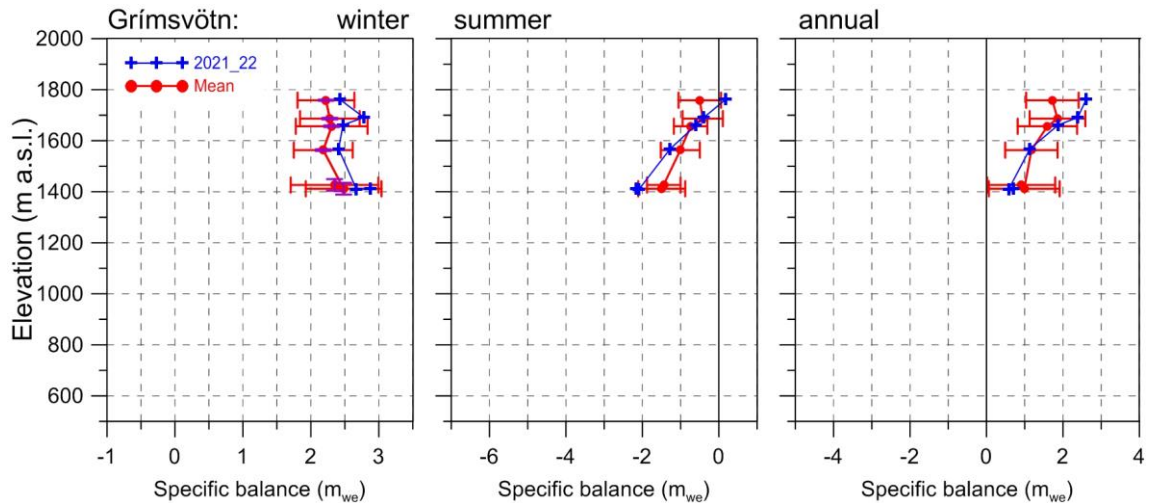 Grímsvötn: winter summer annual
2000
1800
1600
1400
1200
1000
800
600
Elevation (m a.s.l.)
2021_22
Mean
-1 0 1 2 3 -6 -4 -2 0 -4 -2 0 2 4
Specific balance (mwe) Specific balance (mwe) Specific balance (mwe)